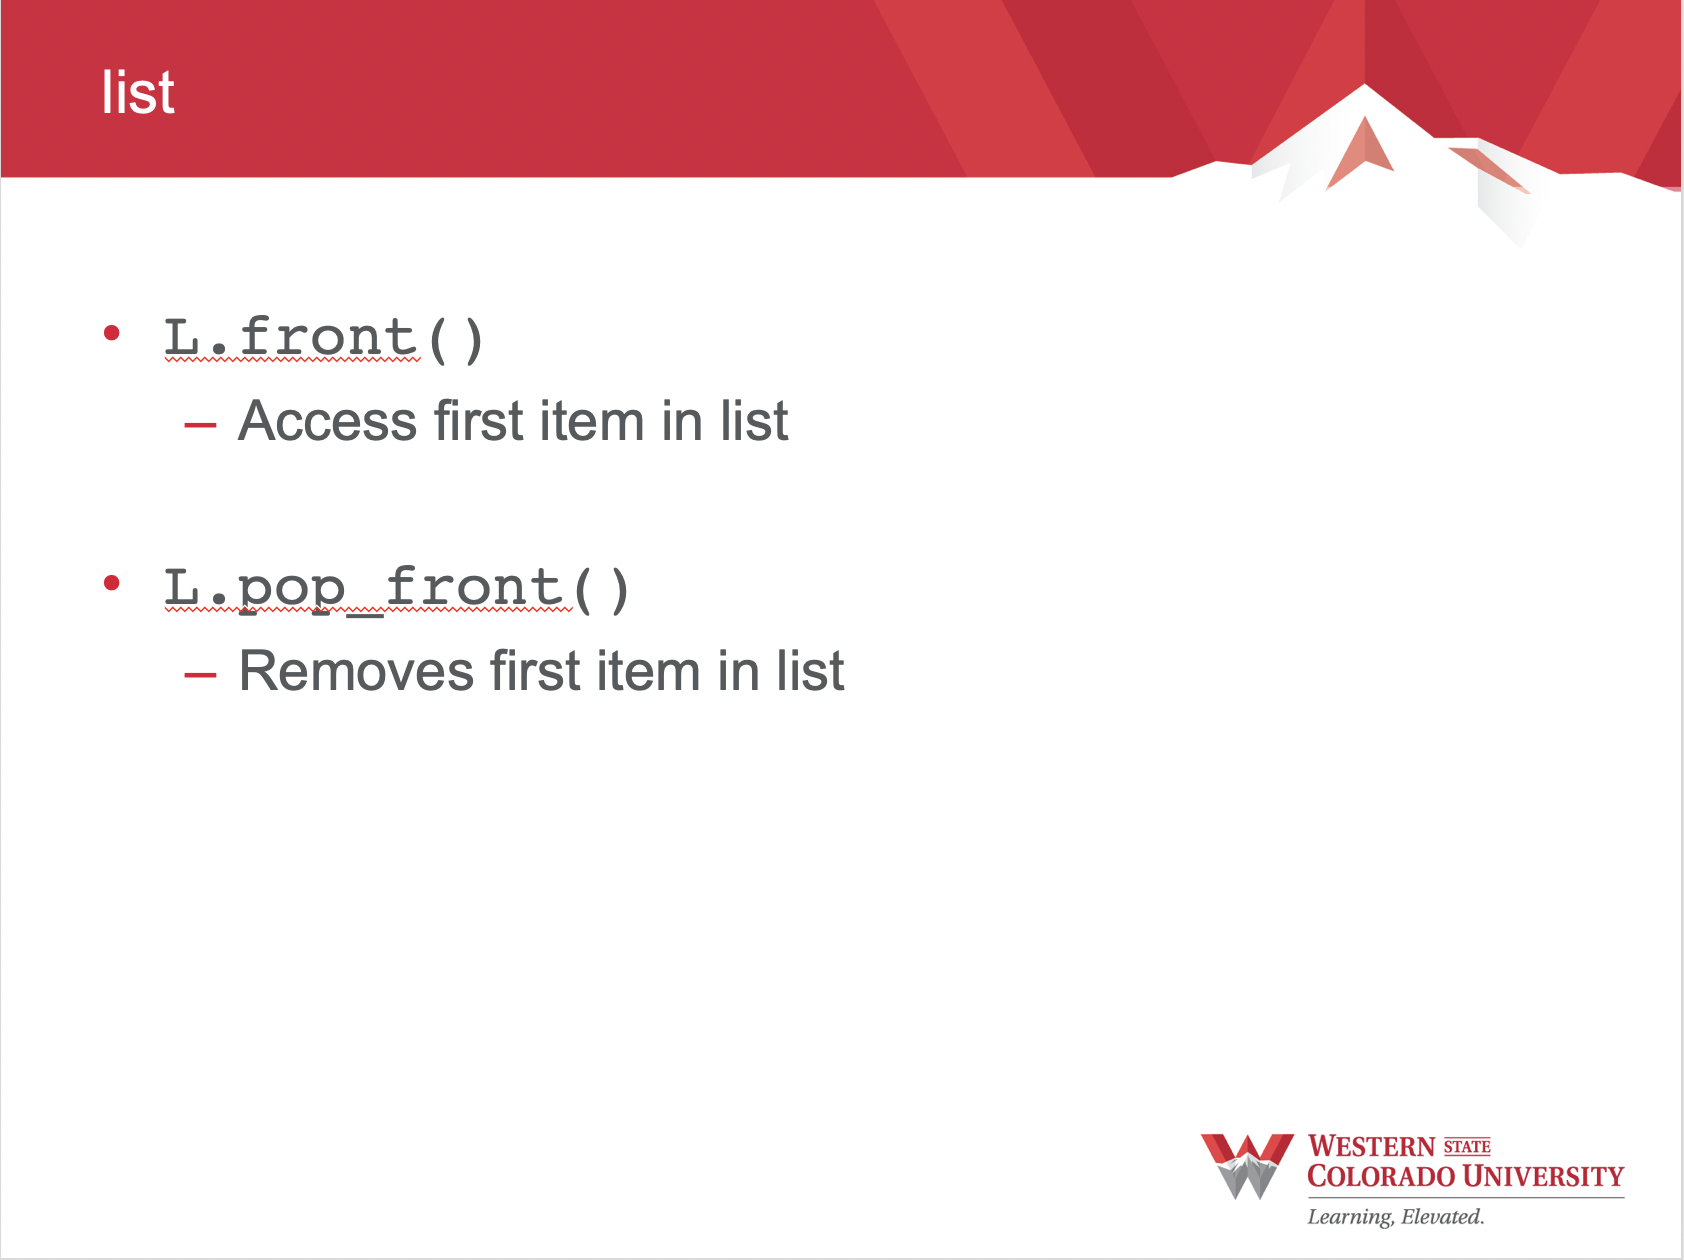 list
• L.front()
– Access first item in list
• L.pop_front()
– Removes first item in list
WESTERN STATE
COLORADO UNIVERSITY
Learning, Elevated.